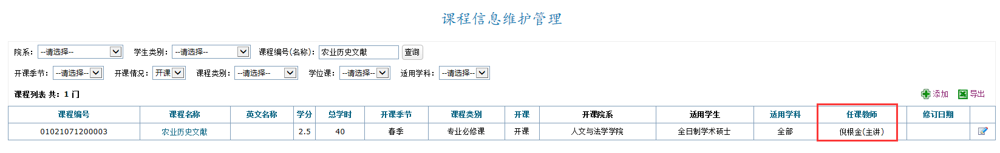 课程信息维护管理
院系： --请选择-- 学生类别： --请选择-- 课程编号(名称)： 农业历史文献 查询
开课季节： --请选择-- 开课情况： 开课 课程类别： --请选择-- 学位课： --请选择-- 适用学科： --请选择--
课程列表 共：1 门 添加 导出
课程编号 课程名称 英文名称 学分 总学时 开课季节 课程类别 开课 开课院系 适用学生 适用学科 任课教师 修订日期
01021071200003 农业历史文献 2.5 40 春季 专业必修课 开课 人文与法学学院 全日制学术硕士 全部 倪根金(主讲)